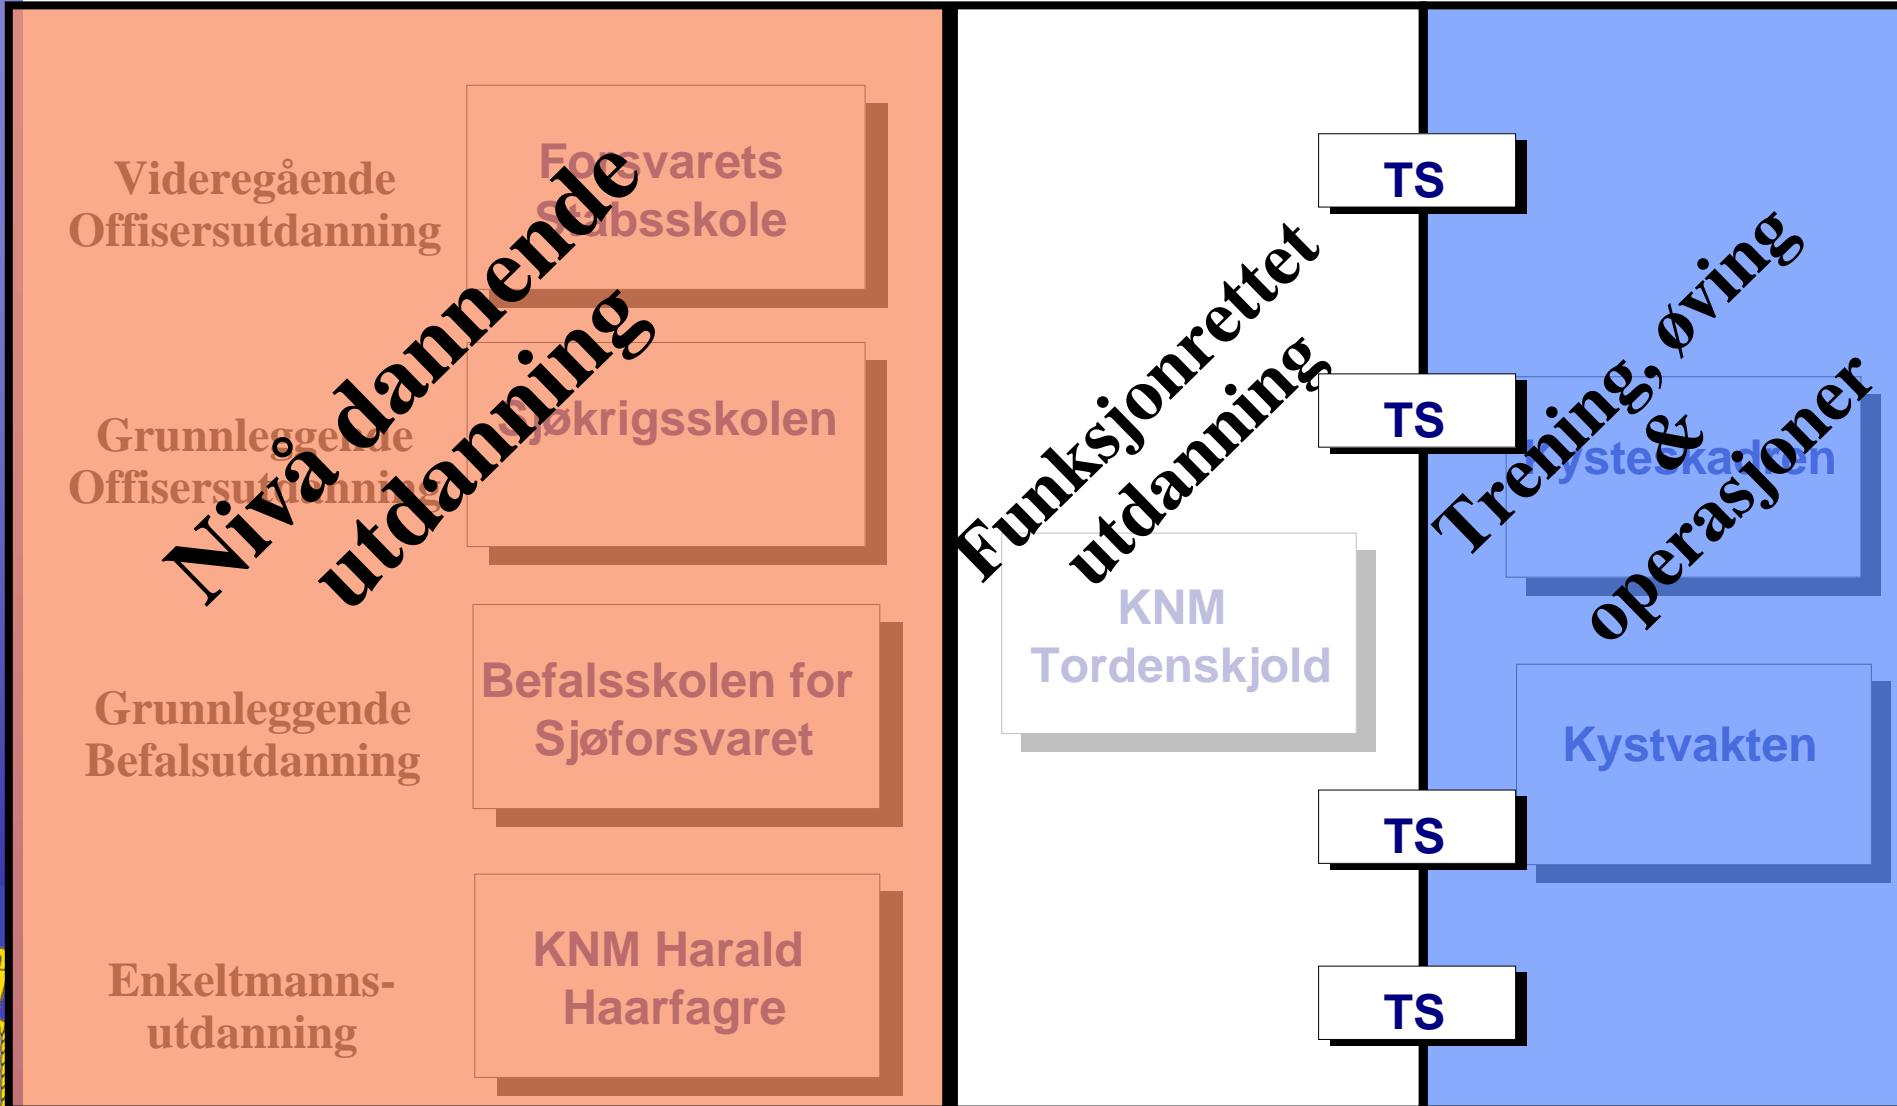 Videregående
Offisersutdanning
Forsvarets
Stabsskole
Grunnleggende
Offisersutdanning
Sjøkrigsskolen
Grunnleggende
Befalsutdanning
Befalsskolen for
Sjøforsvaret
Enkeltmanns-
utdanning
KNM Harald
Haarfagre
Nivå dannende
utdanning
Funksjonrettet
utdanning
KNM
Tordenskjold
TS
TS
TS
TS
Trening, øving
&
operasjoner
Kysteskadren
Kystvakten